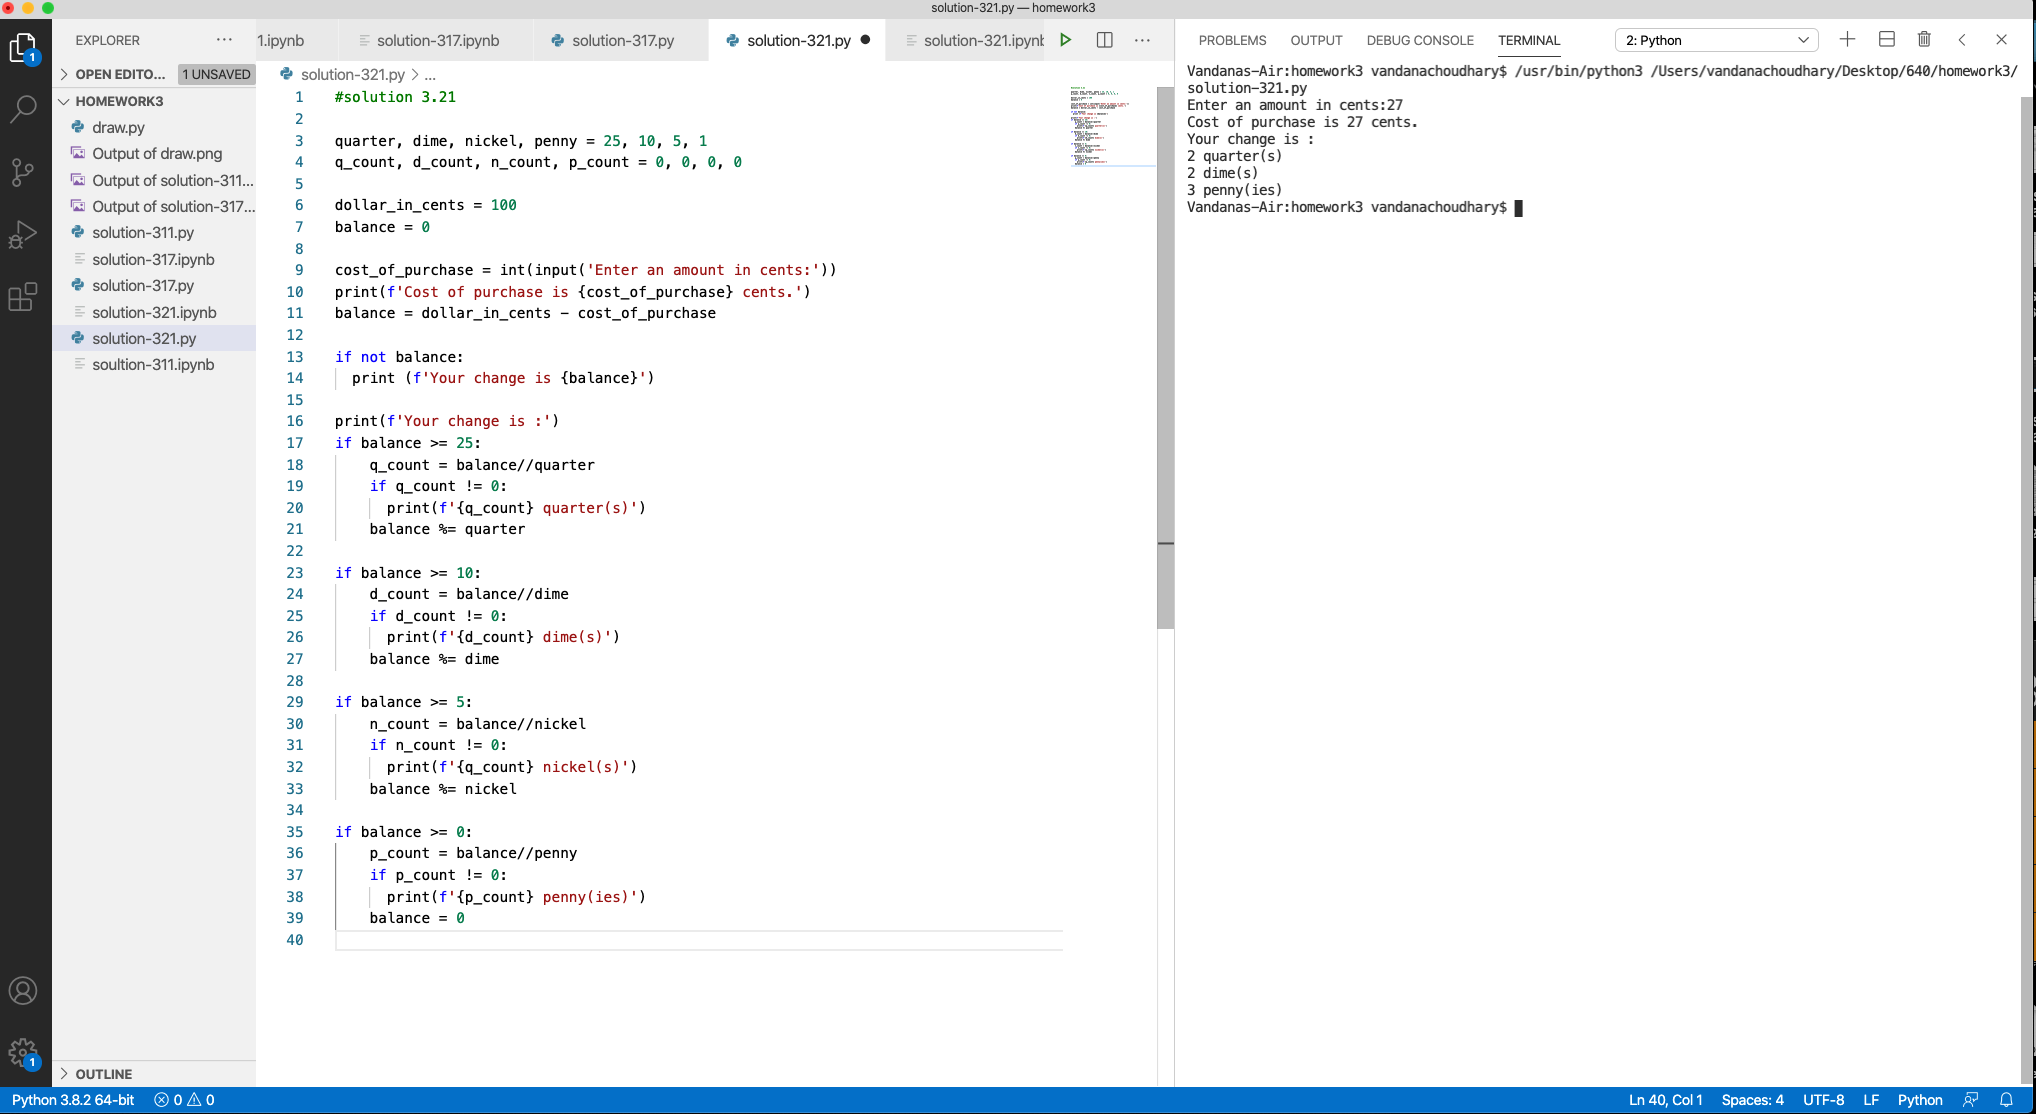 solution-321.py — homework3
EXPLORER
1.ipynb
solution-317.ipynb
solution-317.py
solution-321.py
solution-321.ipynb
PROBLEMS
OUTPUT
DEBUG CONSOLE
TERMINAL
2: Python
OPEN EDITO...
1 UNSAVED
HOMEWORK3
draw.py
Output of draw.png
Output of solution-311...
Output of solution-317...
solution-311.py
solution-317.ipynb
solution-317.py
solution-321.ipynb
solution-321.py
soultion-311.ipynb
OUTLINE
solution-321.py > ...
1 #solution 3.21
2
3 quarter, dime, nickel, penny = 25, 10, 5, 1
4 q_count, d_count, n_count, p_count = 0, 0, 0, 0
5
6 dollar_in_cents = 100
7 balance = 0
8
9 cost_of_purchase = int(input('Enter an amount in cents:'))
10 print(f'Cost of purchase is {cost_of_purchase} cents.')
11 balance = dollar_in_cents - cost_of_purchase
12
13 if not balance:
14 print (f'Your change is {balance}')
15
16 print(f'Your change is :')
17 if balance >= 25:
18 q_count = balance//quarter
19 if q_count != 0:
20 print(f'{q_count} quarter(s)')
21 balance %= quarter
22
23 if balance >= 10:
24 d_count = balance//dime
25 if d_count != 0:
26 print(f'{d_count} dime(s)')
27 balance %= dime
28
29 if balance >= 5:
30 n_count = balance//nickel
31 if n_count != 0:
32 print(f'{q_count} nickel(s)')
33 balance %= nickel
34
35 if balance >= 0:
36 p_count = balance//penny
37 if p_count != 0:
38 print(f'{p_count} penny(ies)')
39 balance = 0
40
Vandanas-Air:homework3 vandanachoudhary$ /usr/bin/python3 /Users/vandanachoudhary/Desktop/640/homework3/
solution-321.py
Enter an amount in cents:27
Cost of purchase is 27 cents.
Your change is :
2 quarter(s)
2 dime(s)
3 penny(ies)
Vandanas-Air:homework3 vandanachoudhary$
1
1
Python 3.8.2 64-bit
0
0
Ln 40, Col 1
Spaces: 4
UTF-8
LF
Python